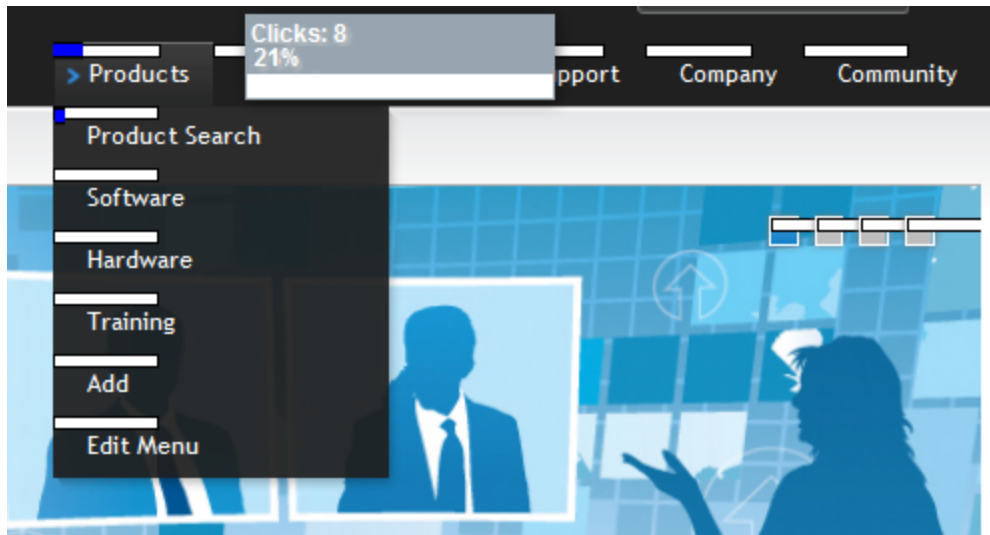 Clicks: 8
21%
Products
pport
Company
Community
Product Search
Software
Hardware
Training
Add
Edit Menu